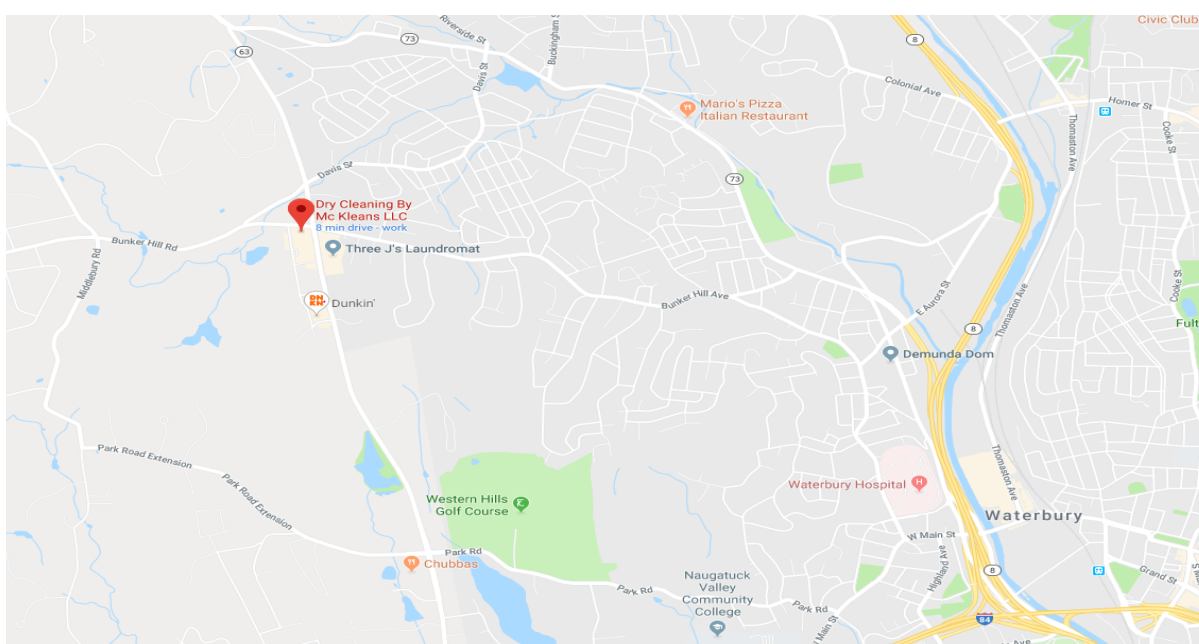 Civic Club
Riverside St
Buckingham St
73
8
63
Davis St
Colonial Ave
Mario's Pizza
Italian Restaurant
Homer St
Thomaston Ave
Cooke St
Davis St
73
Dry Cleaning By
Mc Kleans LLC
8 min drive - work
Bunker Hill Rd
Three J's Laundromat
Middlebury Rd
DNKN'
Dunkin'
Bunker Hill Ave
E Aurora St
Thomaston Ave
Cooke St
Fult
8
Demunda Dom
Park Road Extension
Park Road Extension
Thomaston Ave
Waterbury Hospital
H
Western Hills
Golf Course
Waterbury
W Main St
Park Rd
Chubbas
Highland Ave
8
Grand St
S M
Naugatuck
Valley
Community
College
Park Rd
Park Rd
Main St
84